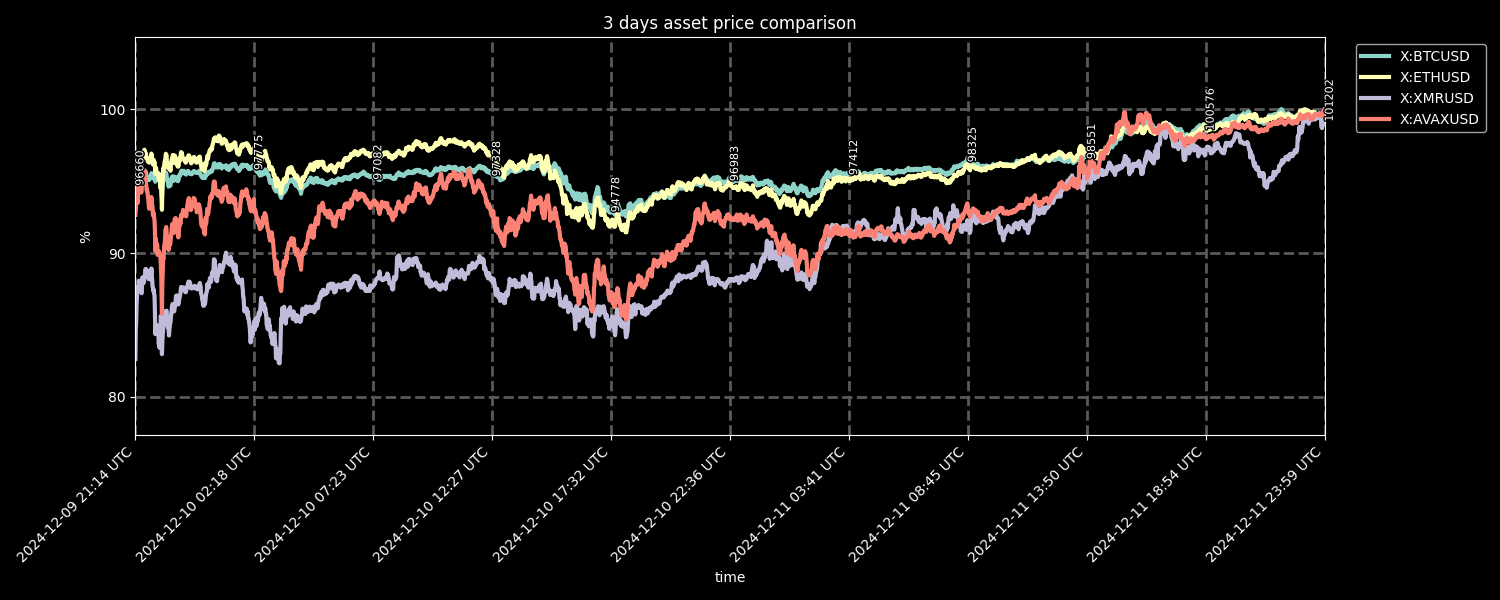 3 days asset price comparison
X:BTCUSD
X:ETHUSD
X:XMRUSD
X:AVAXUSD
100
90
80
%
96660
97775
97082
97328
94778
96983
97412
98325
98551
100576
101202
2024-12-09 21:14 UTC
2024-12-10 02:18 UTC
2024-12-10 07:23 UTC
2024-12-10 12:27 UTC
2024-12-10 17:32 UTC
2024-12-10 22:36 UTC
2024-12-11 03:41 UTC
2024-12-11 08:45 UTC
2024-12-11 13:50 UTC
2024-12-11 18:54 UTC
2024-12-11 23:59 UTC
time